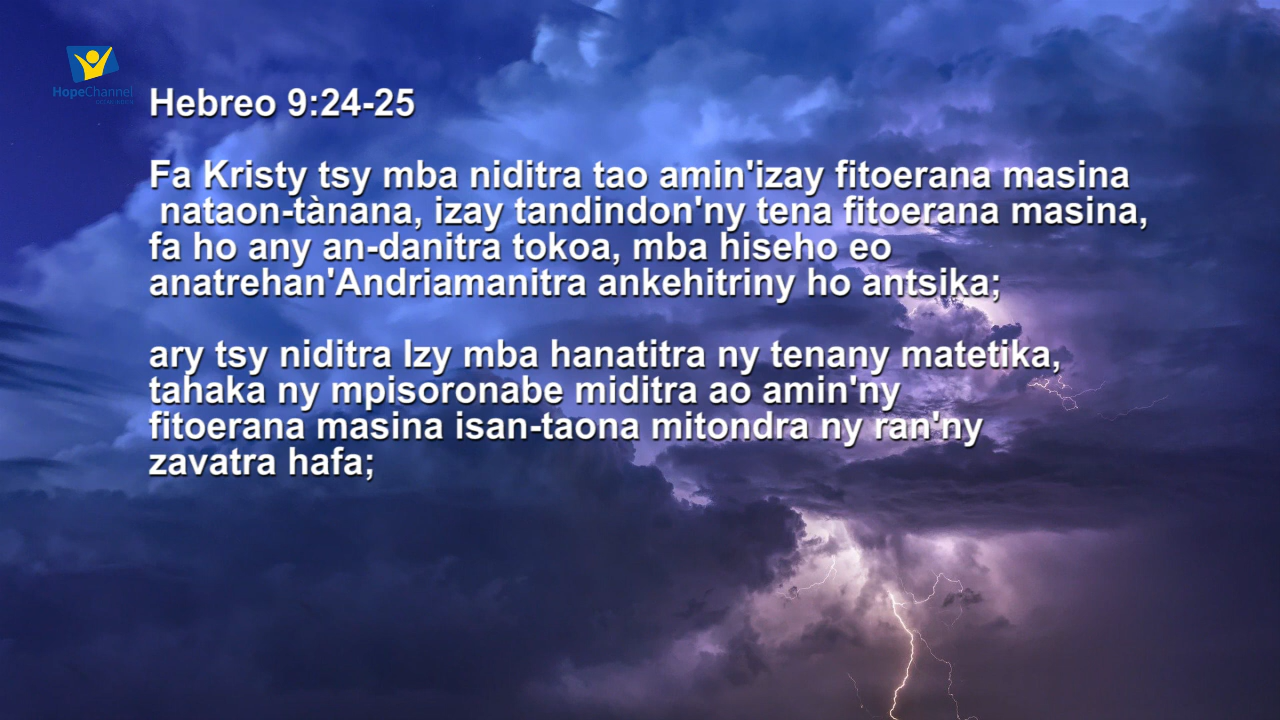 HopeChannel
Hebreo 9:24-25
Fa Kristy tsy mba niditra tao amin'izay fitoerana masina
nataon-tànana, izay tandindon'ny tena fitoerana masina,
fa ho any an-danitra tokoa, mba hiseho eo
anatrehan'Andriamanitra ankehitriny ho antsika;
ary tsy niditra Izy mba hanatitra ny tenany matetika,
tahaka ny mpisoronabe miditra ao amin'ny
fitoerana masina isan-taona mitondra ny ran'ny
zavatra hafa;